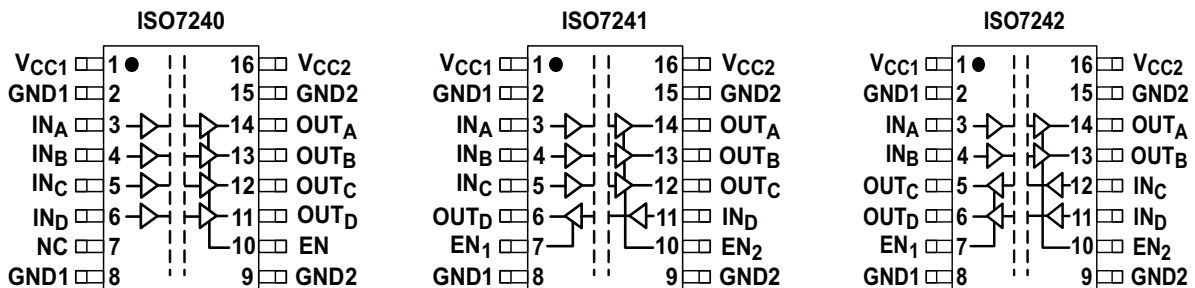 ISO7240 ISO7241 ISO7242
VCC1 1 16 VCC2 VCC1 1 16 VCC2 VCC1 1 16 VCC2
GND1 2 15 GND2 GND1 2 15 GND2 GND1 2 15 GND2
INA 3 14 OUTA INA 3 14 OUTA INA 3 14 OUTA
INB 4 13 OUTB INB 4 13 OUTB INB 4 13 OUTB
INC 5 12 OUTC INC 5 12 OUTC OUTC 5 12 INC
IND 6 11 OUTD OUTD 6 11 IND OUTD 6 11 IND
NC 7 10 EN EN1 7 10 EN2 EN1 7 10 EN2
GND1 8 9 GND2 GND1 8 9 GND2 GND1 8 9 GND2